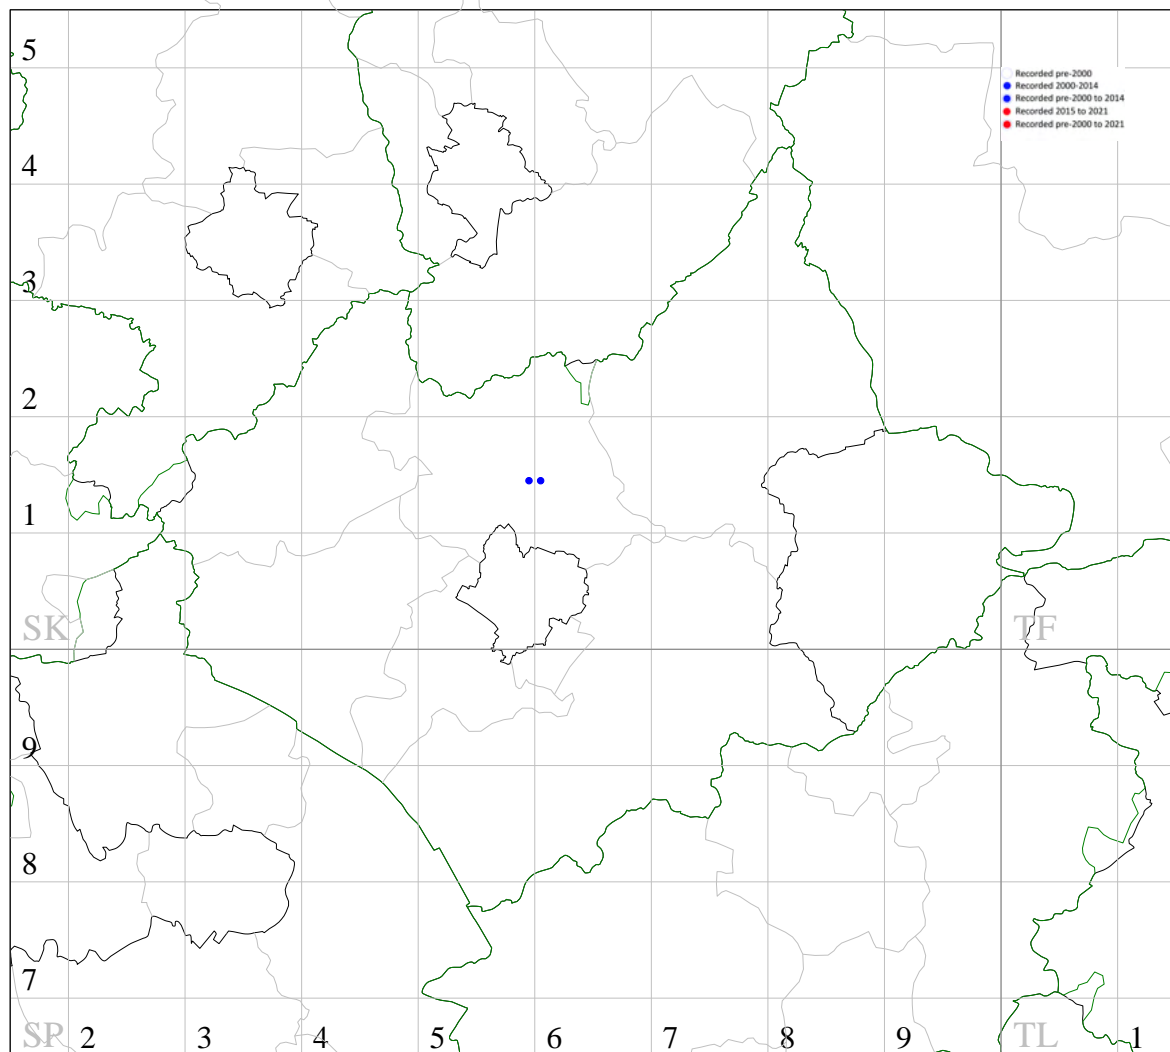 5
Recorded pre-2000
Recorded 2000-2014
Recorded pre-2000 to 2014
Recorded 2015 to 2021
Recorded pre-2000 to 2021
4
3
2
1
SK TF
9
8
7
SP 2 3 4 5 6 7 8 9 TL 1